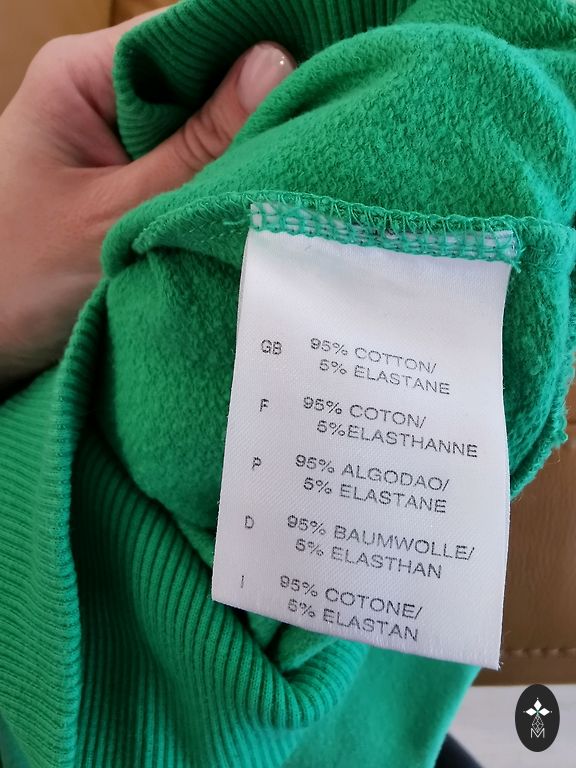 GB 95% COTTON/
5% ELASTANE
F 95% COTON/
5%ELASTHANNE
P 95% ALGODAO/
5% ELASTANE
D 95% BAUMWOLLE/
5% ELASTHAN
I 95% COTONE/
5% ELASTAN
M